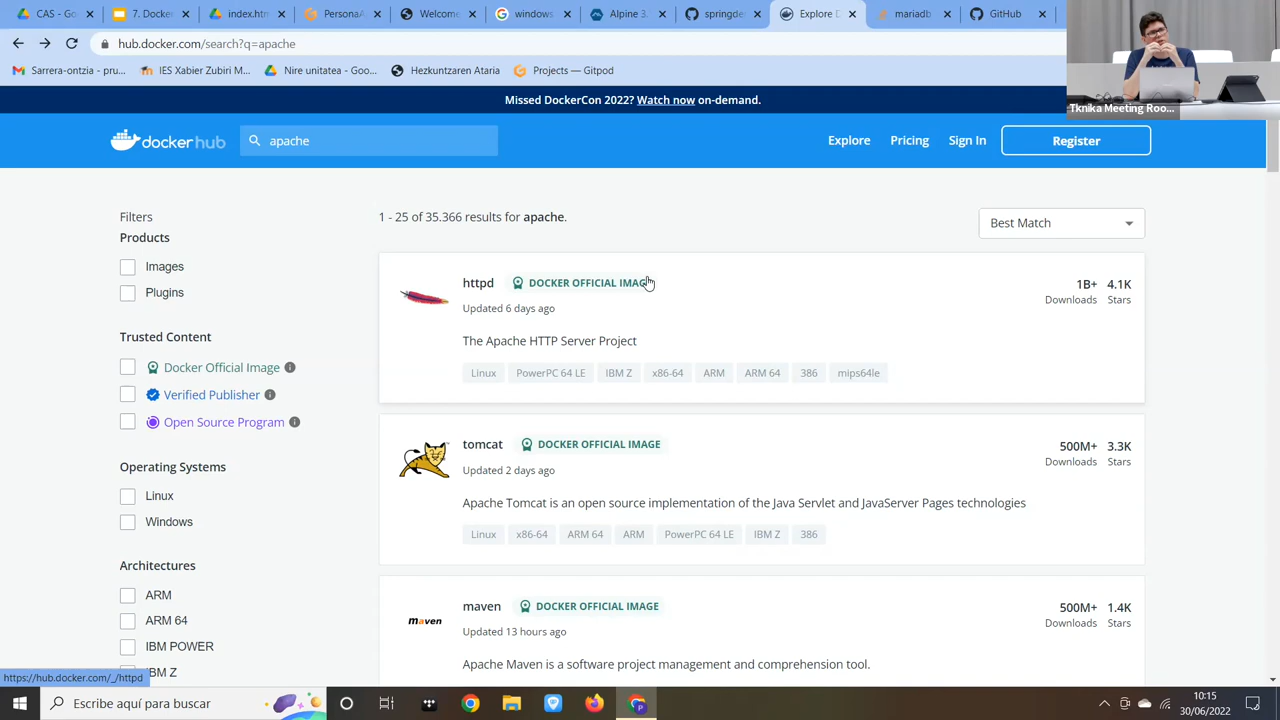 CAS - Goo
7. Docker
index.htm
PersonaA
Welcome
windows
Alpine 3.
springde
Explore D
mariadb
GitHub
hub.docker.com/search?q=apache
Sarrera-ontzia - pru...
IES Xabier Zubiri M...
Nire unitatea - Goo...
Hezkuntzaren Ataria
Projects — Gitpod
Tknika Meeting Roo...
Missed DockerCon 2022? Watch now on-demand.
dockerhub
apache
Explore
Pricing
Sign In
Register
Filters
Products
Images
Plugins
Trusted Content
Docker Official Image
Verified Publisher
Open Source Program
Operating Systems
Linux
Windows
Architectures
ARM
ARM 64
IBM POWER
IBM Z
1 - 25 of 35.366 results for apache.
Best Match
httpd DOCKER OFFICIAL IMAGE
Updated 6 days ago
1B+ 4.1K
Downloads Stars
The Apache HTTP Server Project
Linux PowerPC 64 LE IBM Z x86-64 ARM ARM 64 386 mips64le
tomcat DOCKER OFFICIAL IMAGE
Updated 2 days ago
500M+ 3.3K
Downloads Stars
Apache Tomcat is an open source implementation of the Java Servlet and JavaServer Pages technologies
Linux x86-64 ARM 64 ARM PowerPC 64 LE IBM Z 386
maven
maven DOCKER OFFICIAL IMAGE
Updated 13 hours ago
500M+ 1.4K
Downloads Stars
Apache Maven is a software project management and comprehension tool.
https://hub.docker.com/_/httpd
Escribe aquí para buscar
10:15
30/06/2022